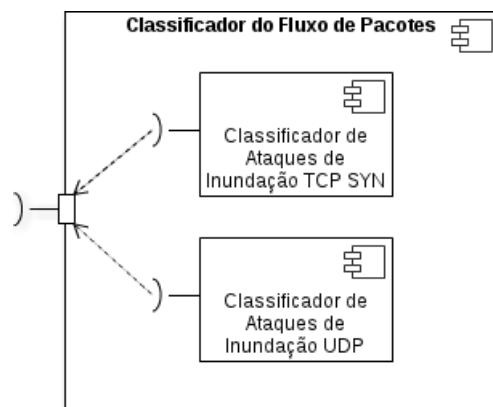 Classificador do Fluxo de Pacotes
Classificador de
Ataques de
Inundação TCP SYN
Classificador de
Ataques de
Inundação UDP